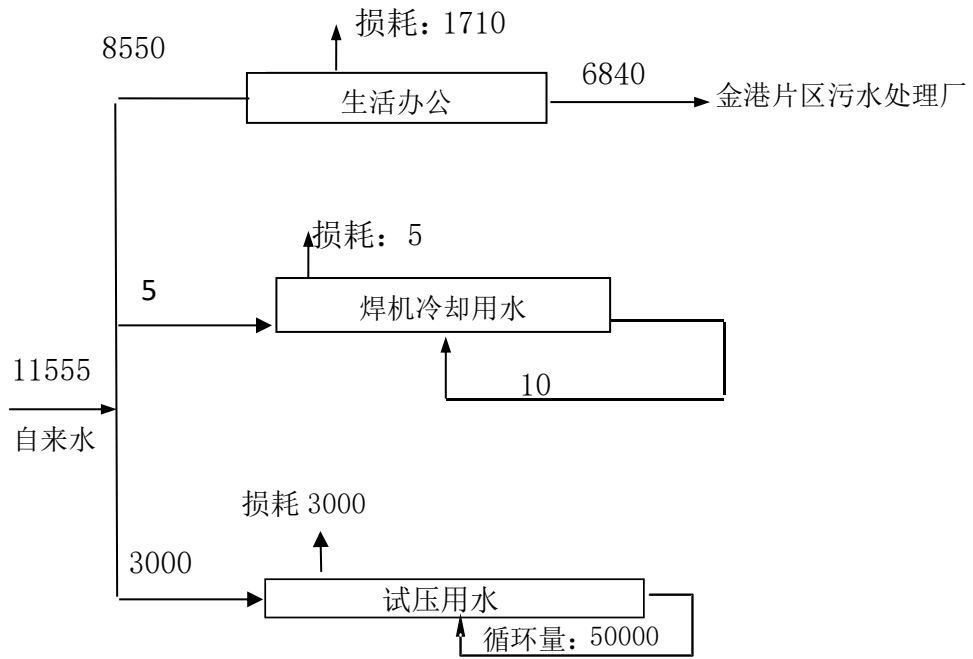 损耗：1710
8550
6840
生活办公
金港片区污水处理厂
损耗：5
5
焊机冷却用水
11555
10
自来水
损耗 3000
3000
试压用水
循环量：50000